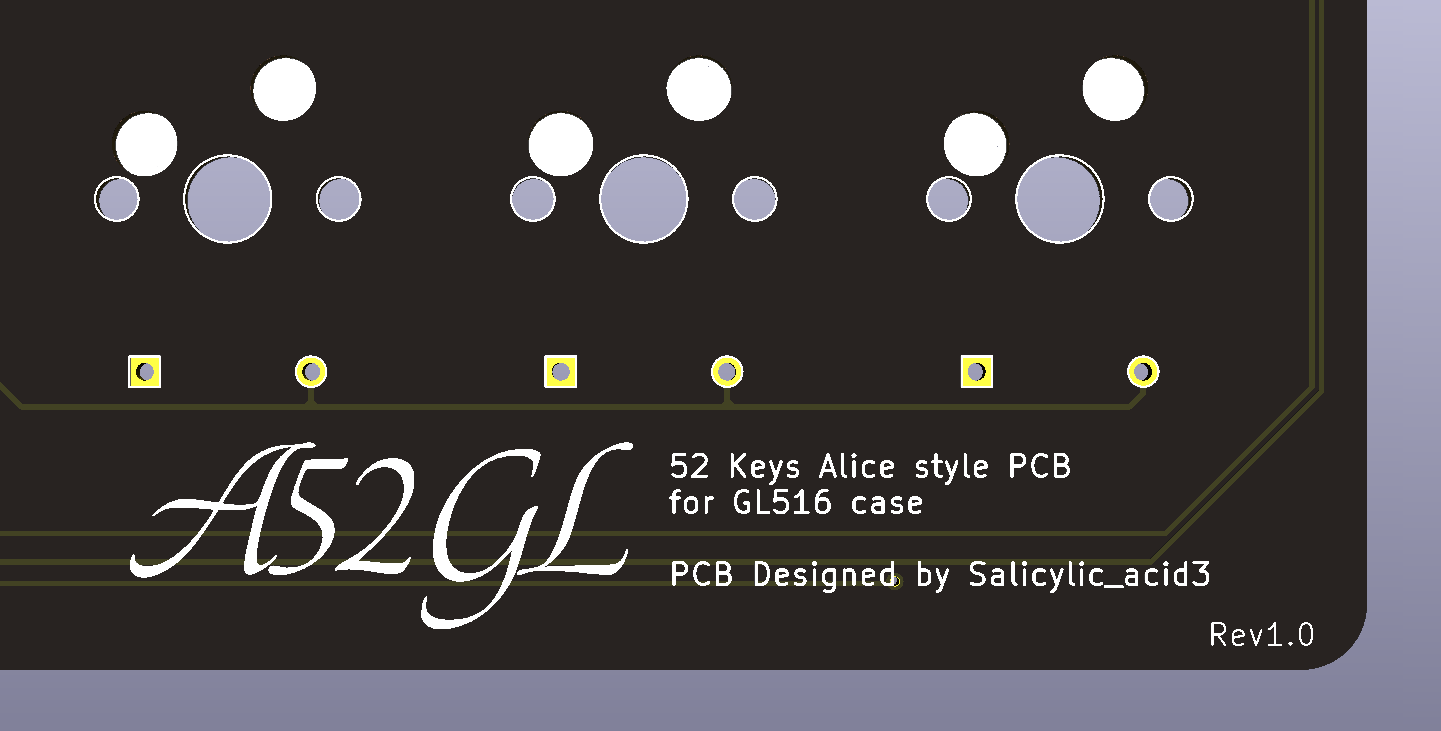 A52GL
52 Keys Alice style PCB
for GL516 case
PCB Designed by Salicylic_acid3
Rev1.0